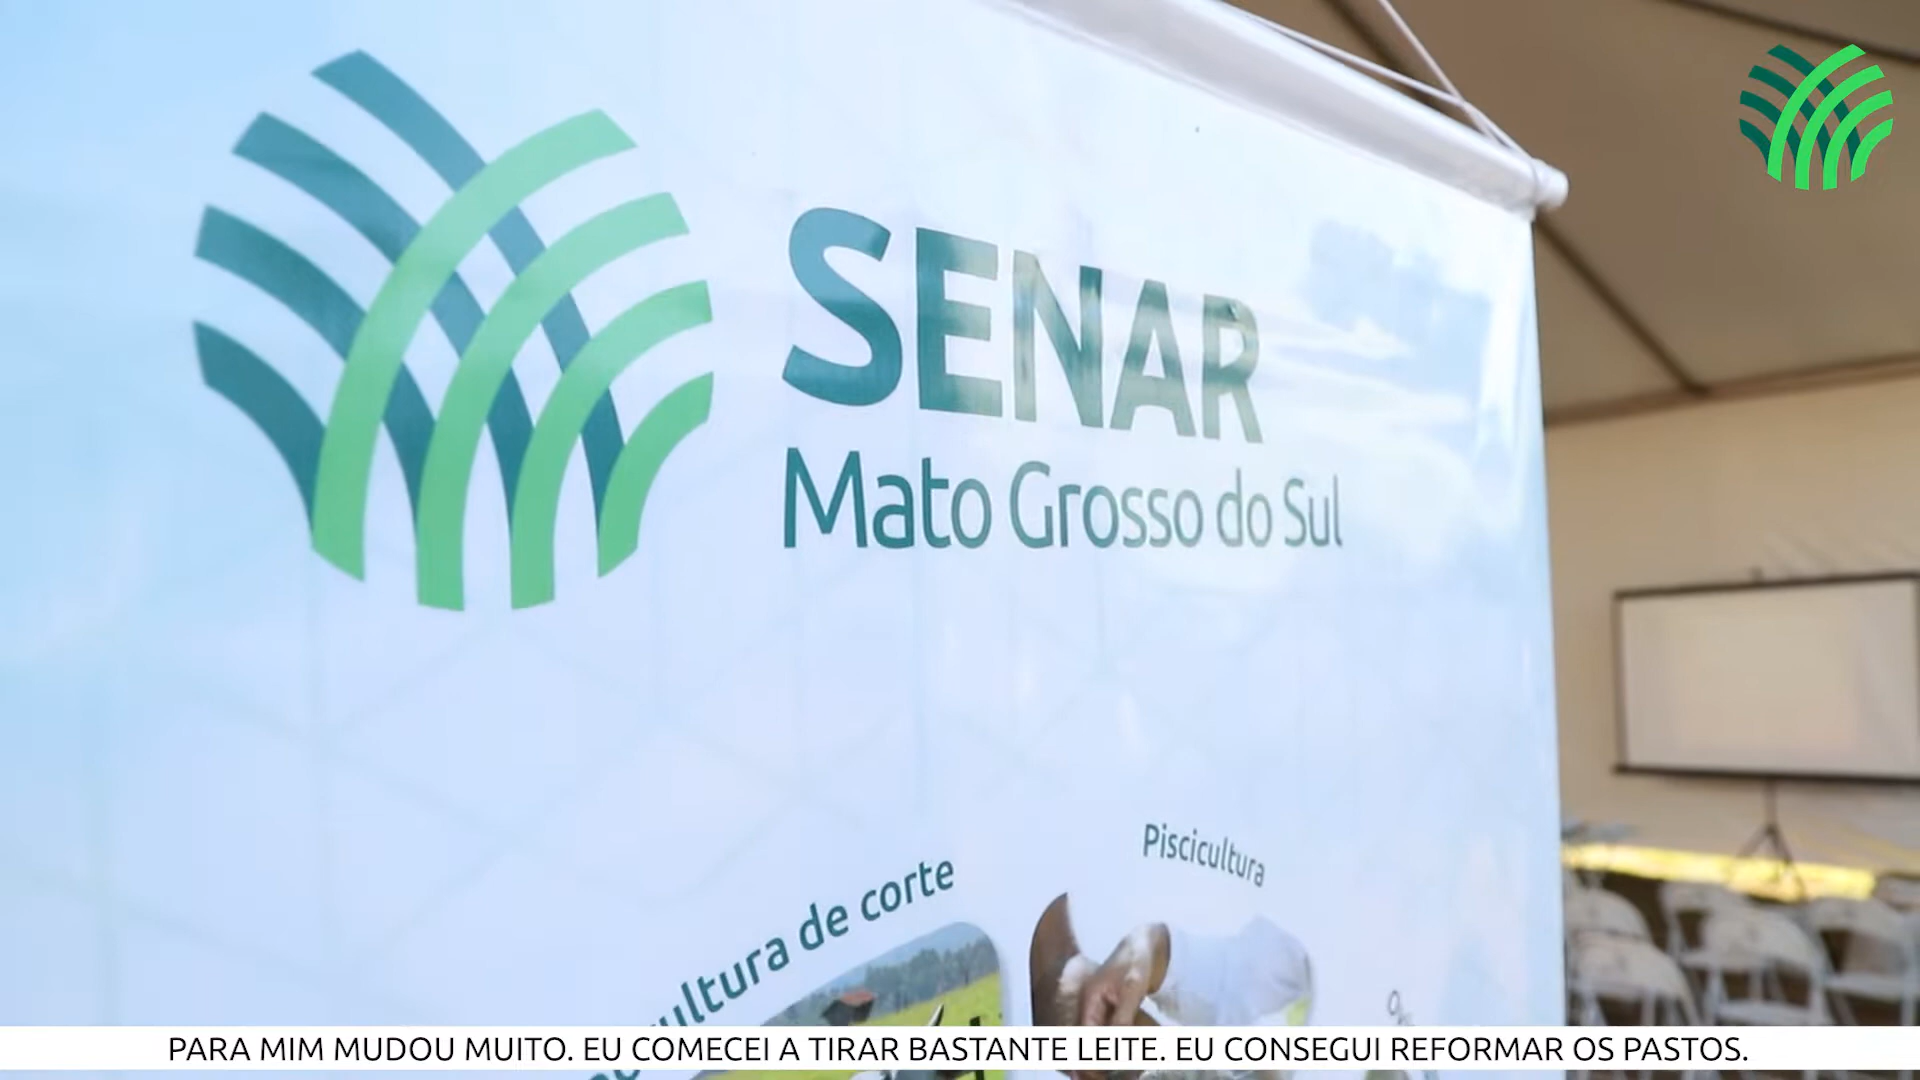 SENAR
Mato Grosso do Sul
Piscicultura
cultura de corte
PARA MIM MUDOU MUITO. EU COMECEI A TIRAR BASTANTE LEITE. EU CONSEGUI REFORMAR OS PASTOS.